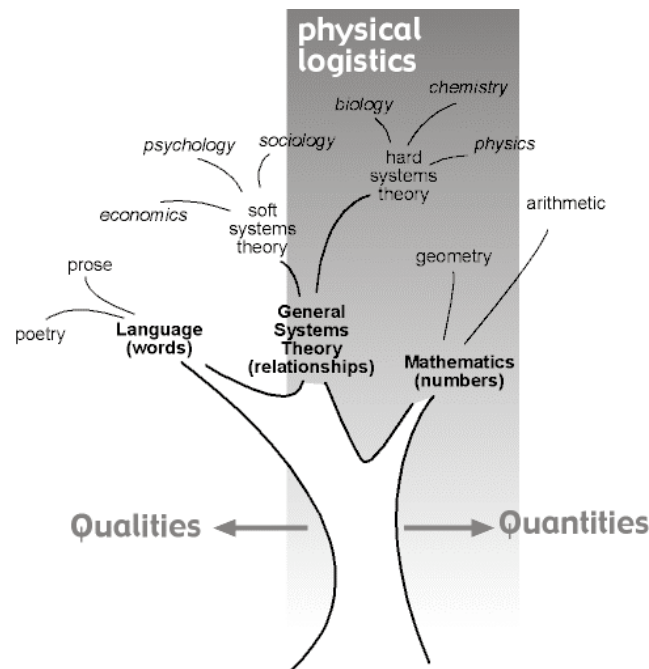 physical
logistics
chemistry
biology
psychology
sociology
physics
hard
systems
theory
economics
soft
systems
theory
arithmetic
geometry
prose
poetry
Language
(words)
General
Systems
Theory
(relationships)
Mathematics
(numbers)
Qualities
Quantities